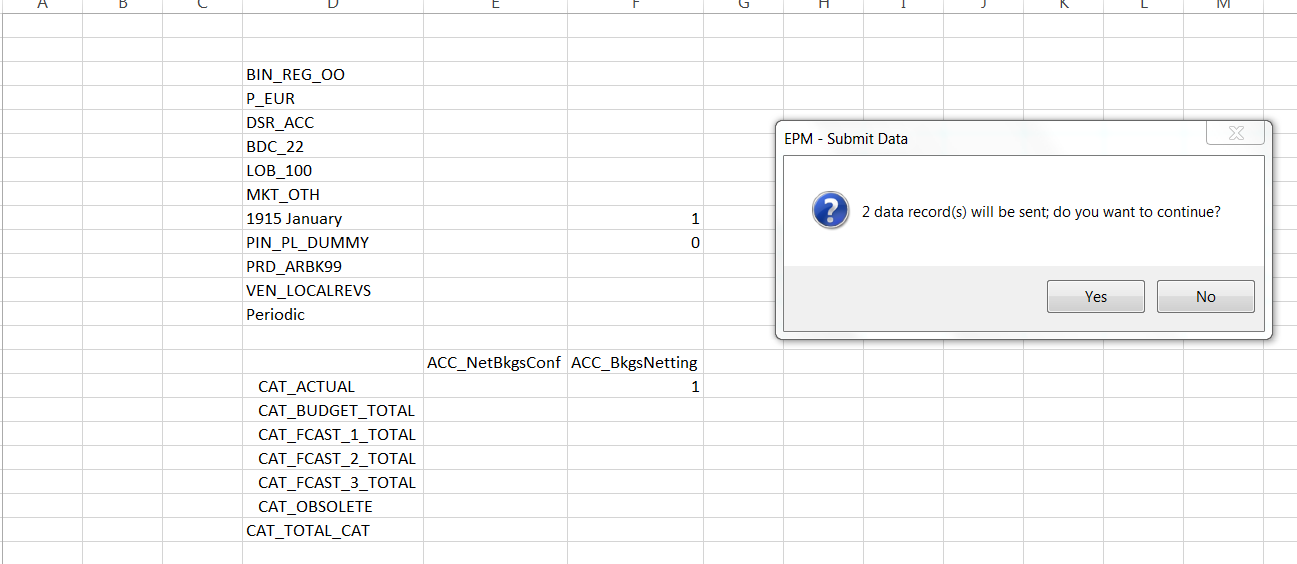 A B C D E F G H I J K L M
BIN_REG_OO
P_EUR
DSR_ACC
EPM - Submit Data
BDC_22
LOB_100
MKT_OTH
2 data record(s) will be sent; do you want to continue?
1915 January 1
PIN_PL_DUMMY 0
PRD_ARBK99
VEN_LOCALREVS
Yes No
Periodic
ACC_NetBkgsConf ACC_BkgsNetting
CAT_ACTUAL 1
CAT_BUDGET_TOTAL
CAT_FCAST_1_TOTAL
CAT_FCAST_2_TOTAL
CAT_FCAST_3_TOTAL
CAT_OBSOLETE
CAT_TOTAL_CAT